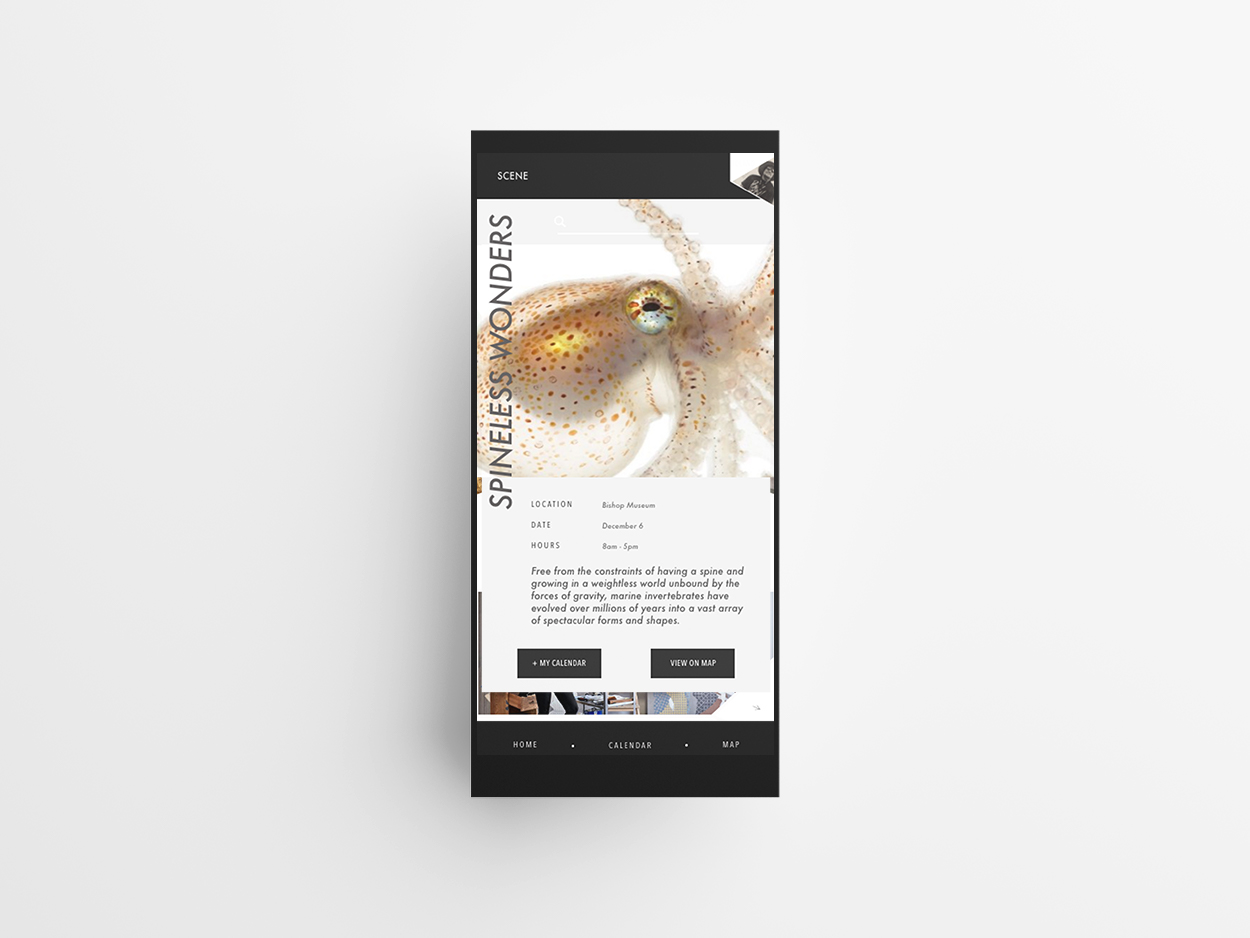 SCENE
SPINELESS WONDERS
LOCATION Bishop Museum
DATE December 6
HOURS 8am - 5pm
Free from the constraints of having a spine and
growing in a weightless world unbound by the
forces of gravity, marine invertebrates have
evolved over millions of years into a vast array
of spectacular forms and shapes.
+ MY CALENDAR
VIEW ON MAP
HOME • CALENDAR • MAP